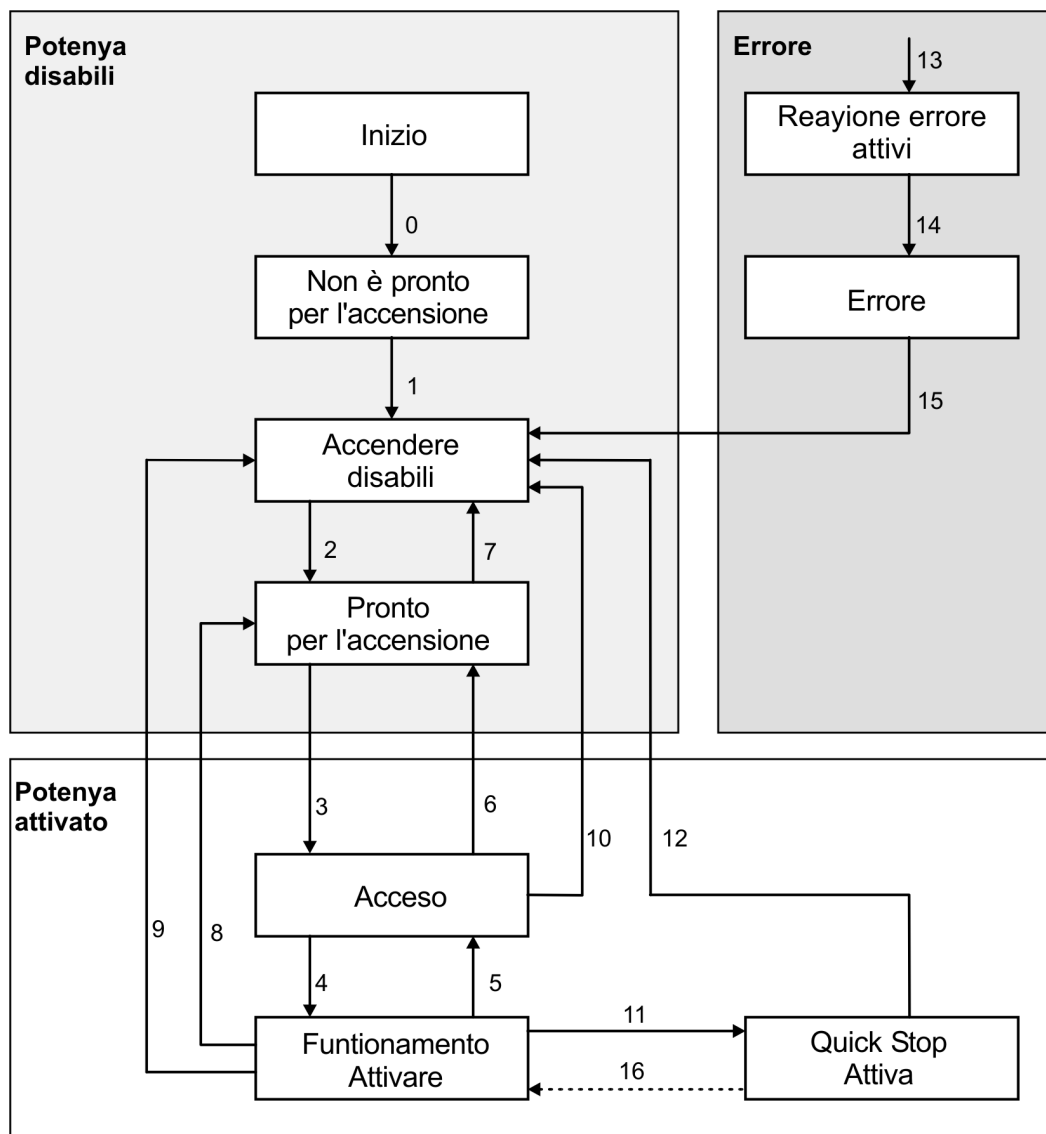 Potenya
disabili
Errore
13
Inizio
Reayione errore
attivi
0
14
Non è pronto
per l'accensione
Errore
1
15
Accendere
disabili
2
7
Pronto
per l'accensione
Potenya
attivato
3
6
10
12
Acceso
9
8
4
5
11
Funtionamento
Attivare
Quick Stop
Attiva
16